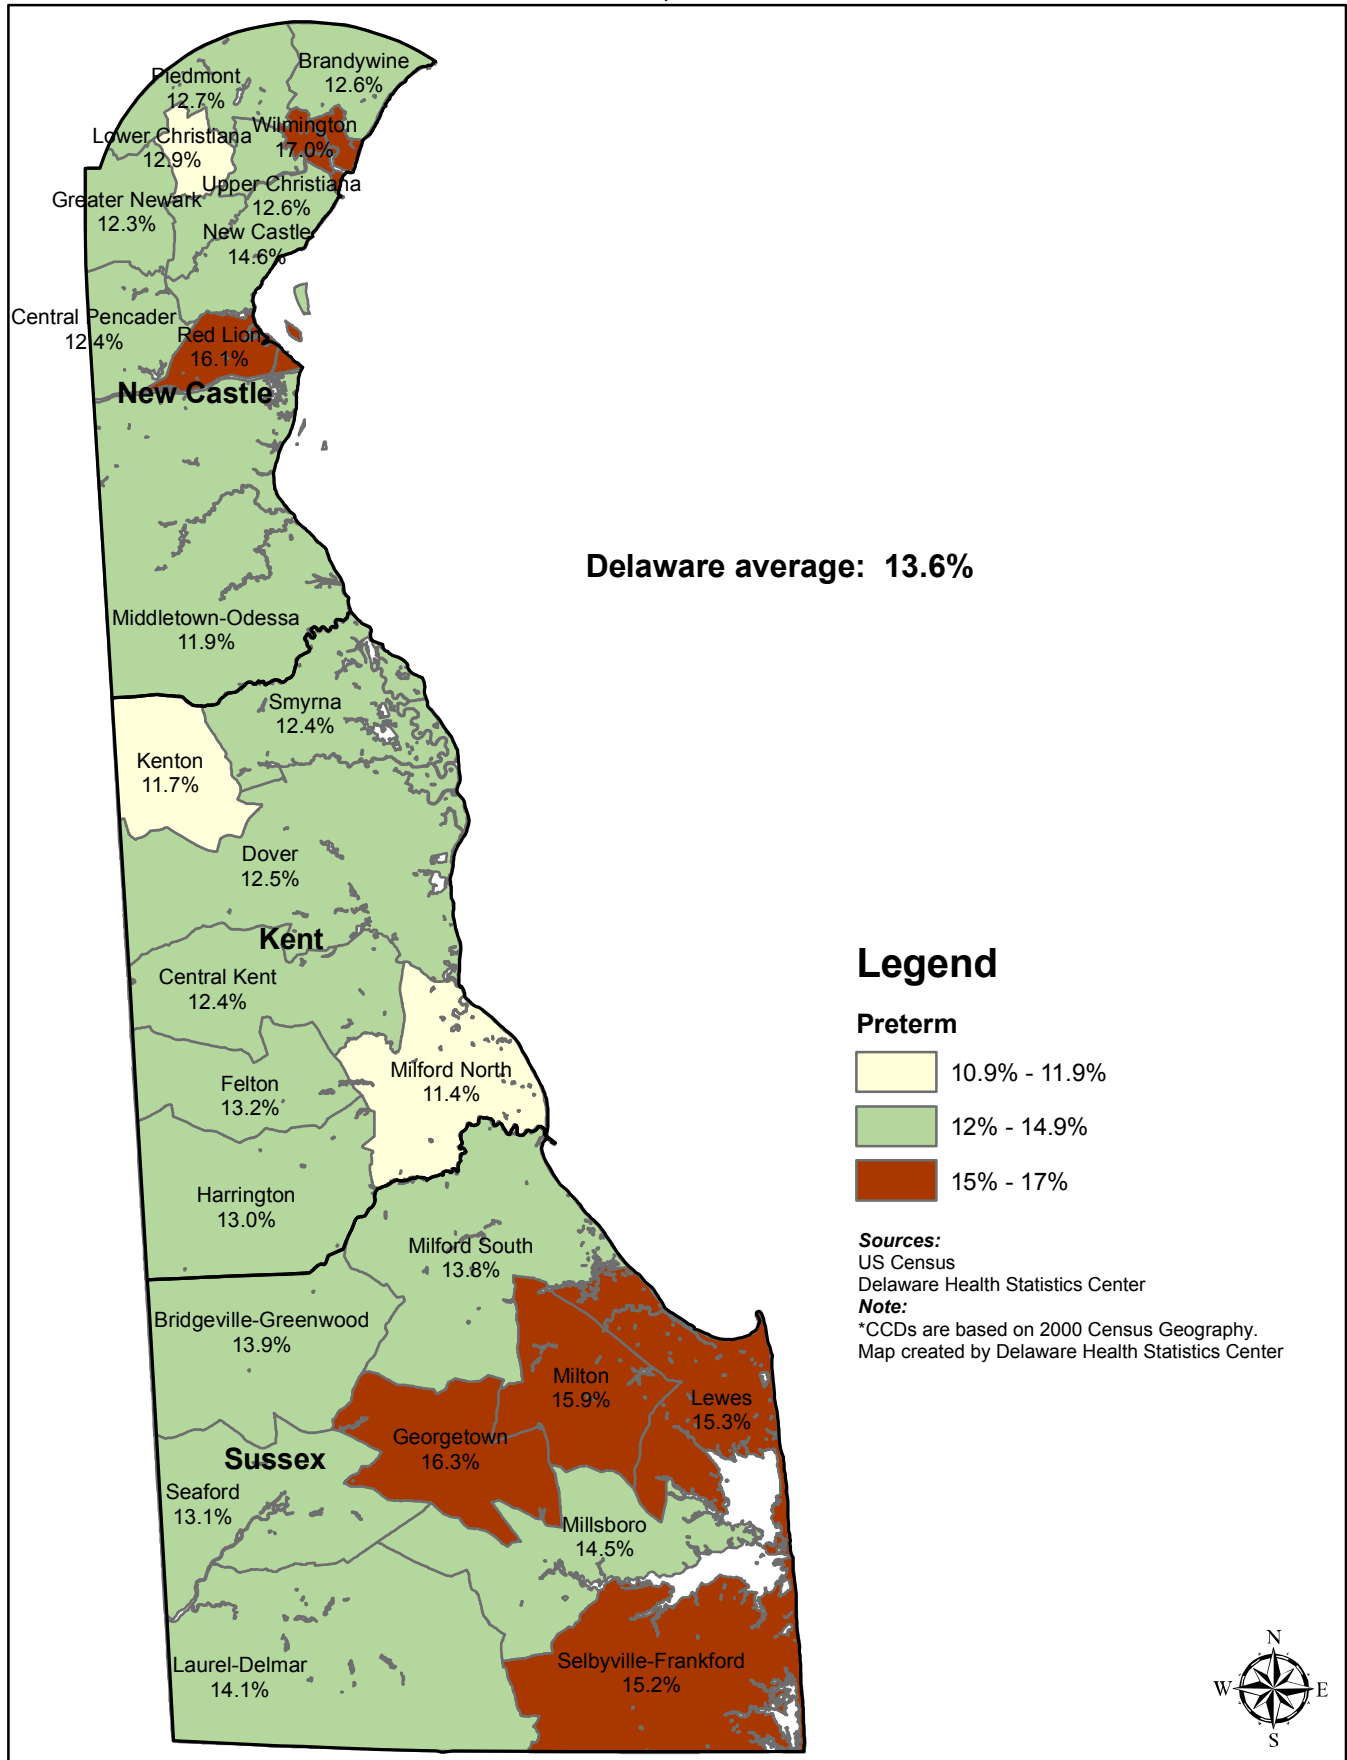 Brandywine
12.6%
Piedmont
12.7%
Wilmington
17.0%
Lower Christiana
12.9%
Upper Christiana
12.6%
Greater Newark
12.3%
New Castle
14.6%
Central Pencader
12.4%
Red Lion
16.1%
New Castle
Delaware average: 13.6%
Middletown-Odessa
11.9%
Smyrna
12.4%
Kenton
11.7%
Dover
12.5%
Kent
Central Kent
12.4%
Milford North
11.4%
Felton
13.2%
Harrington
13.0%
Milford South
13.8%
Bridgeville-Greenwood
13.9%
Milton
15.9%
Lewes
15.3%
Georgetown
16.3%
Sussex
Seaford
13.1%
Millsboro
14.5%
Laurel-Delmar
14.1%
Selbyville-Frankford
15.2%
Legend
Preterm
10.9% - 11.9%
12% - 14.9%
15% - 17%
Sources:
US Census
Delaware Health Statistics Center
Note:
*CCDs are based on 2000 Census Geography.
Map created by Delaware Health Statistics Center
N
W E
S